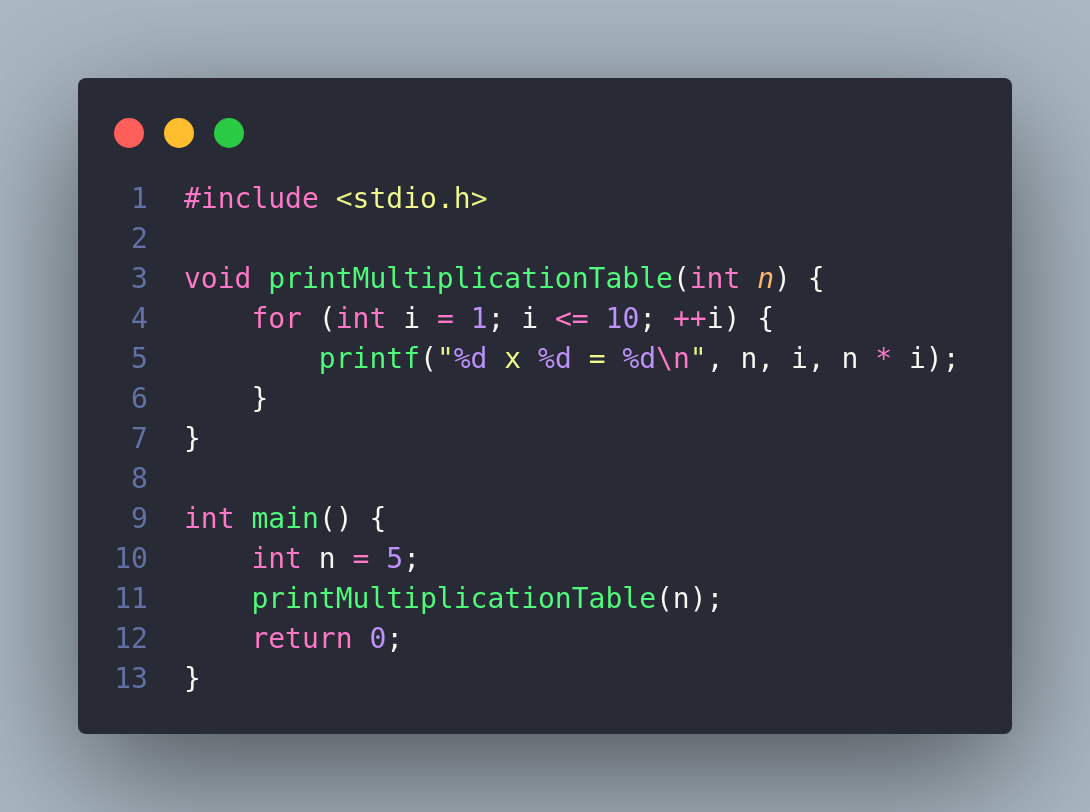 1 #include <stdio.h>
2
3 void printMultiplicationTable(int n) {
4     for (int i = 1; i <= 10; ++i) {
5         printf("%d x %d = %d\n", n, i, n * i);
6     }
7 }
8
9 int main() {
10     int n = 5;
11     printMultiplicationTable(n);
12     return 0;
13 }